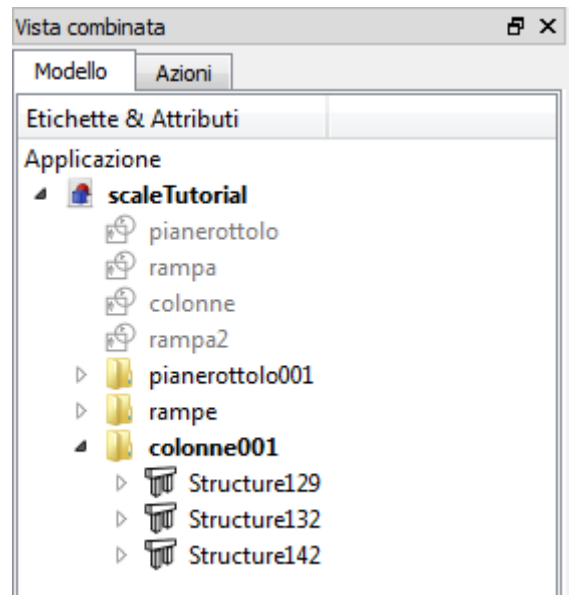 Vista combinata
Modello Azioni
Etichette & Attributi
Applicazione
scaleTutorial
pianerottolo
rampa
colonne
rampa2
pianerottolo001
rampe
colonne001
Structure129
Structure132
Structure142